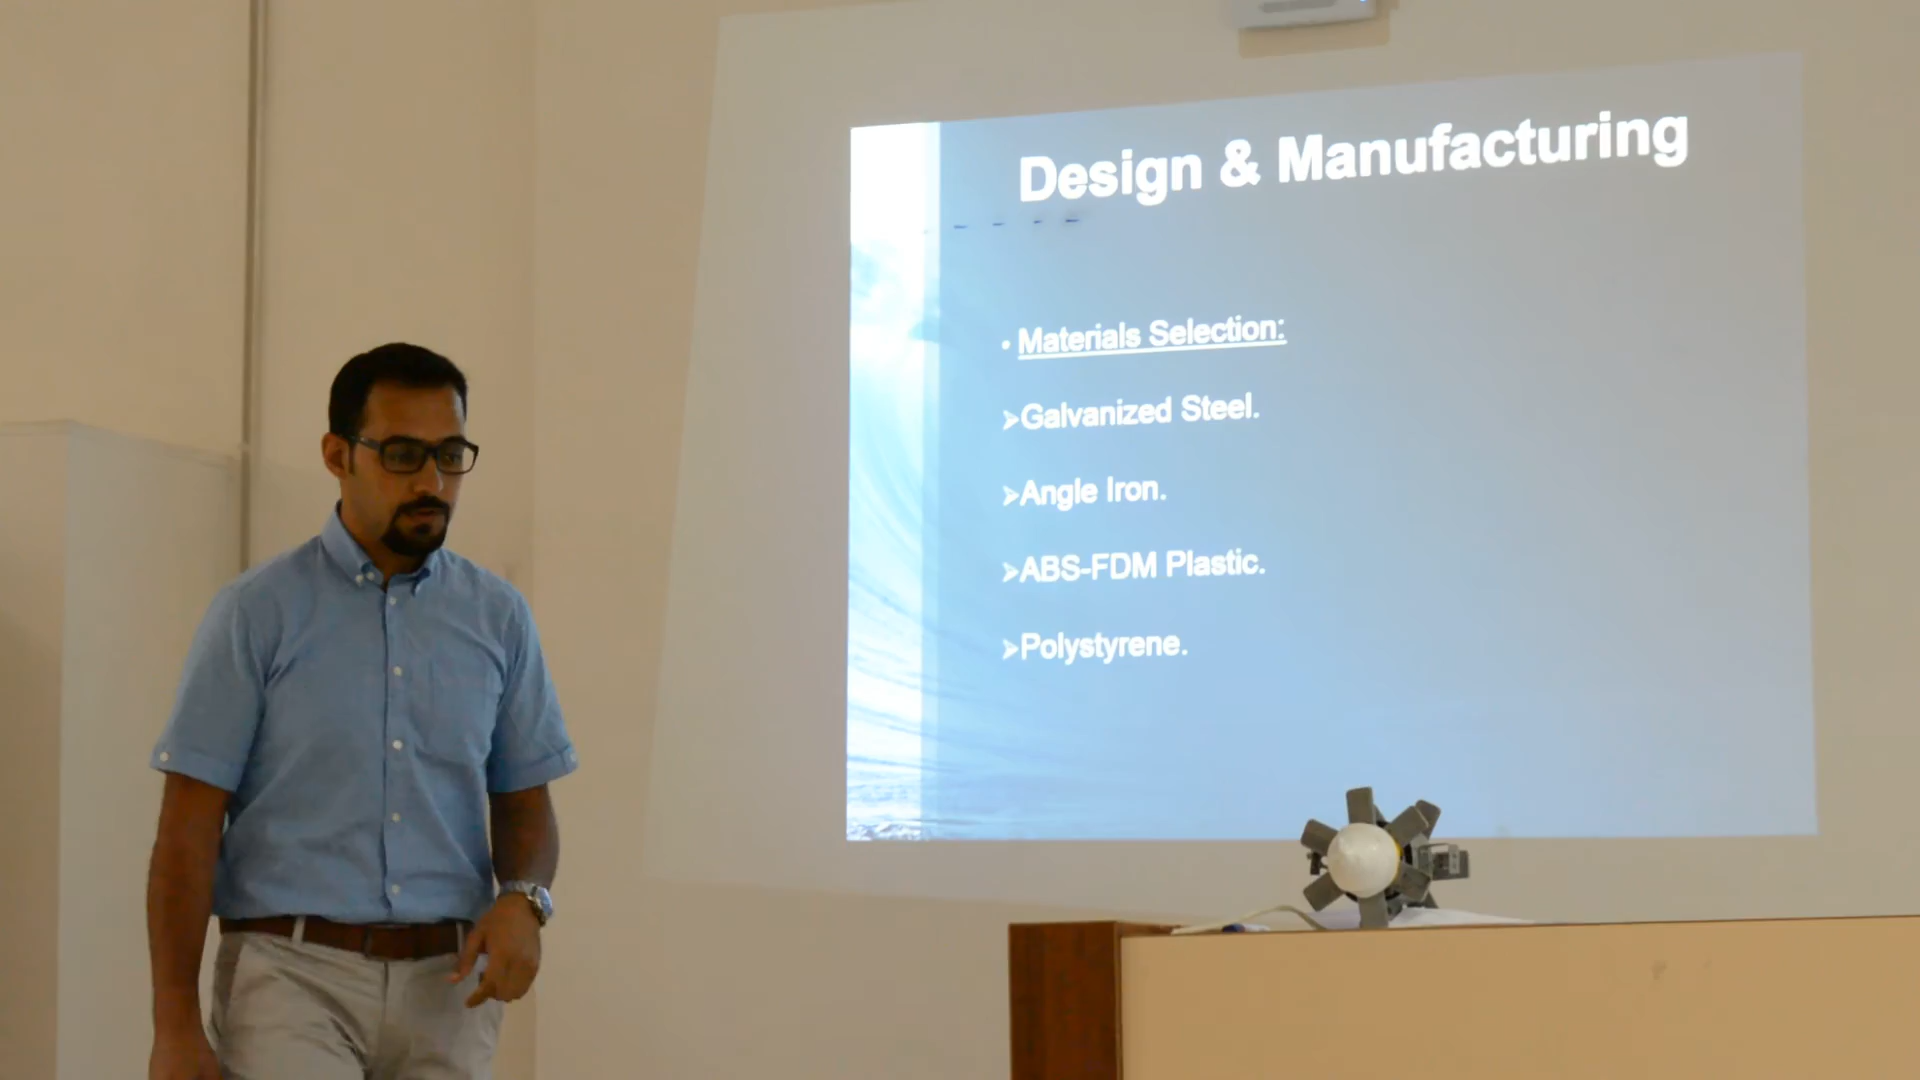 Design & Manufacturing
• Materials Selection:
➢Galvanized Steel.
➢Angle Iron.
➢ABS-FDM Plastic.
➢Polystyrene.